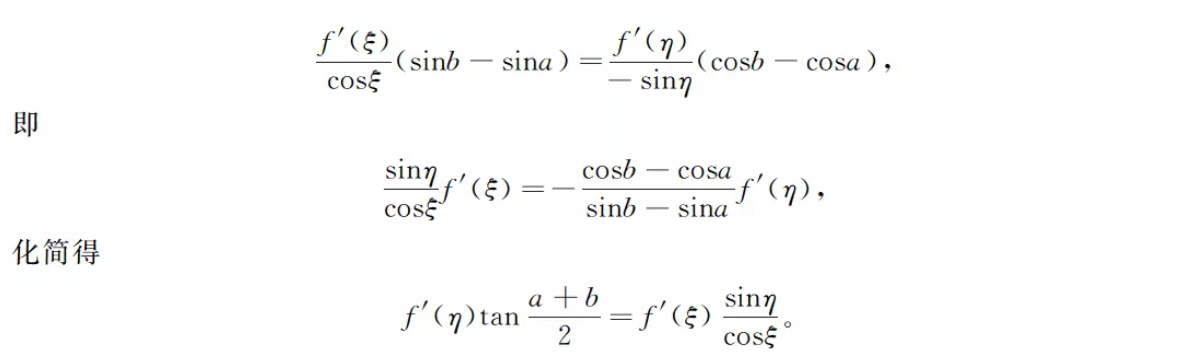 f′(ξ)/cosξ (sinb − sina) = f′(η)/−sinη (cosb − cosa),
即
sinη/cosξ f′(ξ) = − cosb − cosa/sinb − sina f′(η),
化简得
f′(η)tan a + b/2 = f′(ξ) sinη/cosξ。